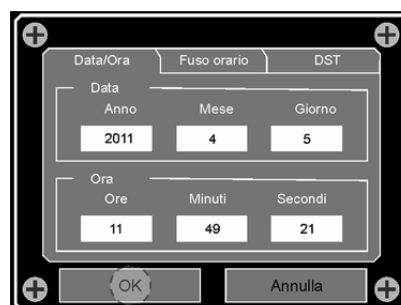 Data/Ora Fuso orario DST
Data
Anno Mese Giorno
2011 4 5
Ora
Ore Minuti Secondi
11 49 21
OK Annulla